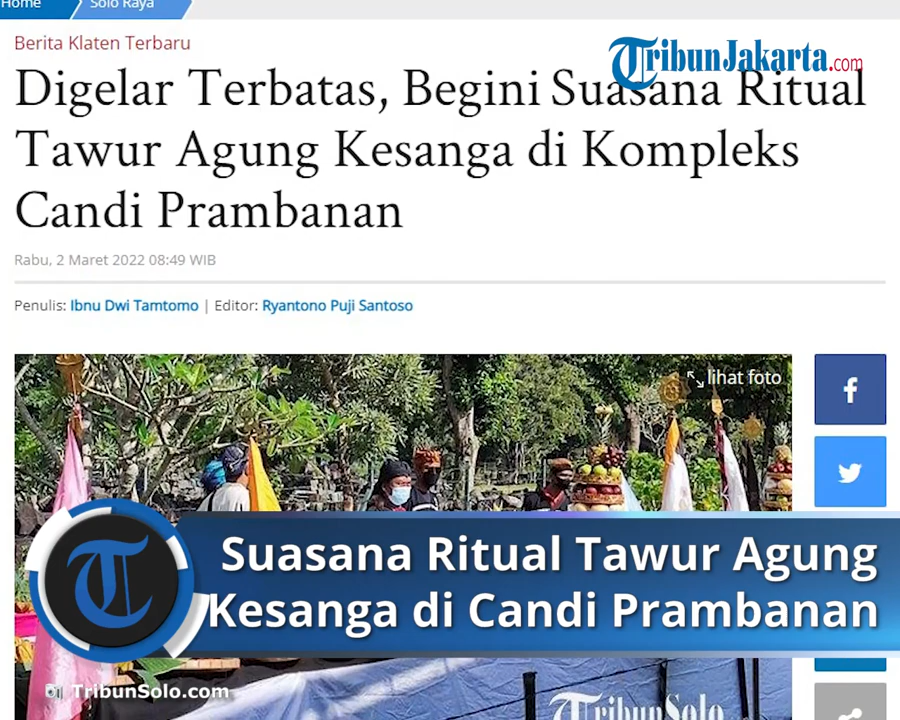 Home
Solo Raya
Berita Klaten Terbaru
TribunJakarta.com
Digelar Terbatas, Begini Suasana Ritual
Tawur Agung Kesanga di Kompleks
Candi Prambanan
Rabu, 2 Maret 2022 08:49 WIB
Penulis: Ibnu Dwi Tamtomo | Editor: Ryantono Puji Santoso
lihat foto
f
T
Suasana Ritual Tawur Agung
Kesanga di Candi Prambanan
TribunSolo.com
TribunSolo